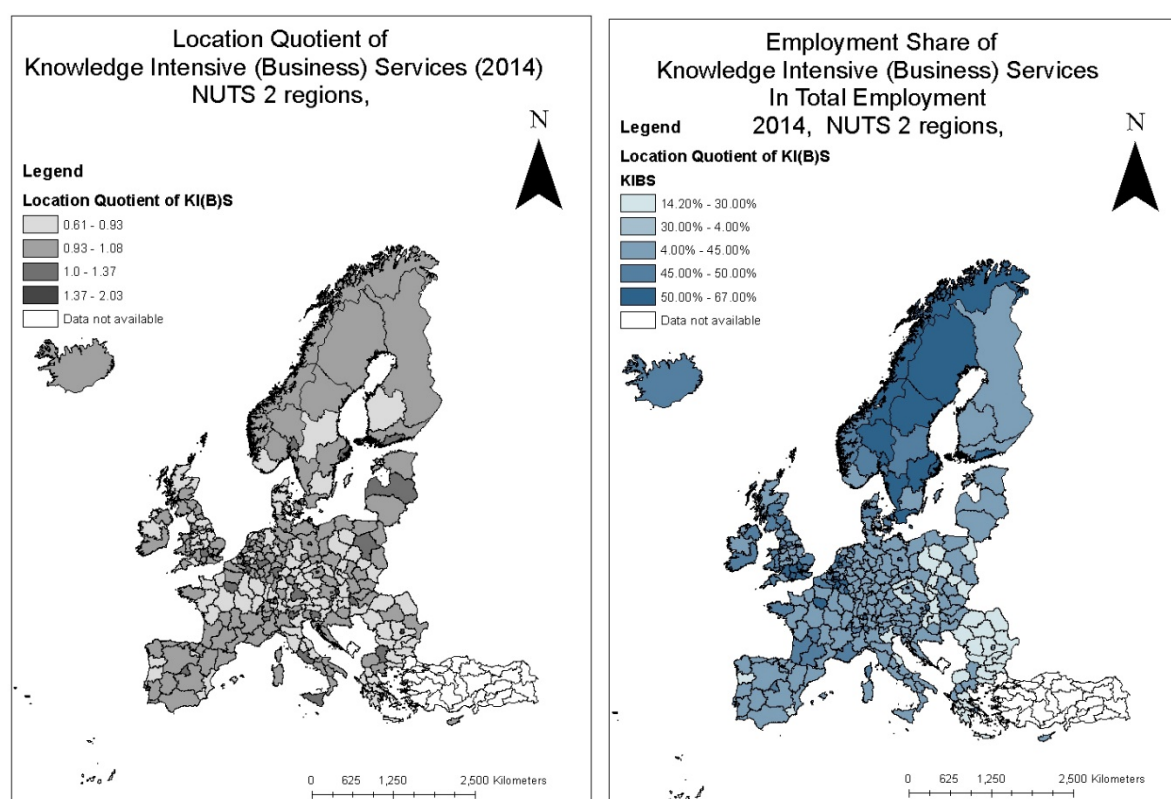 Location Quotient of
Knowledge Intensive (Business) Services (2014)
NUTS 2 regions,
N
Legend
Location Quotient of KI(B)S
0.61 - 0.93
0.93 - 1.08
1.0 - 1.37
1.37 - 2.03
Data not available
0 625 1,250 2,500 Kilometers
Employment Share of
Knowledge Intensive (Business) Services
In Total Employment
2014, NUTS 2 regions,
N
Legend
Location Quotient of KI(B)S
KIBS
14.20% - 30.00%
30.00% - 4.00%
4.00% - 45.00%
45.00% - 50.00%
50.00% - 67.00%
Data not available
0 625 1,250 2,500 Kilometers